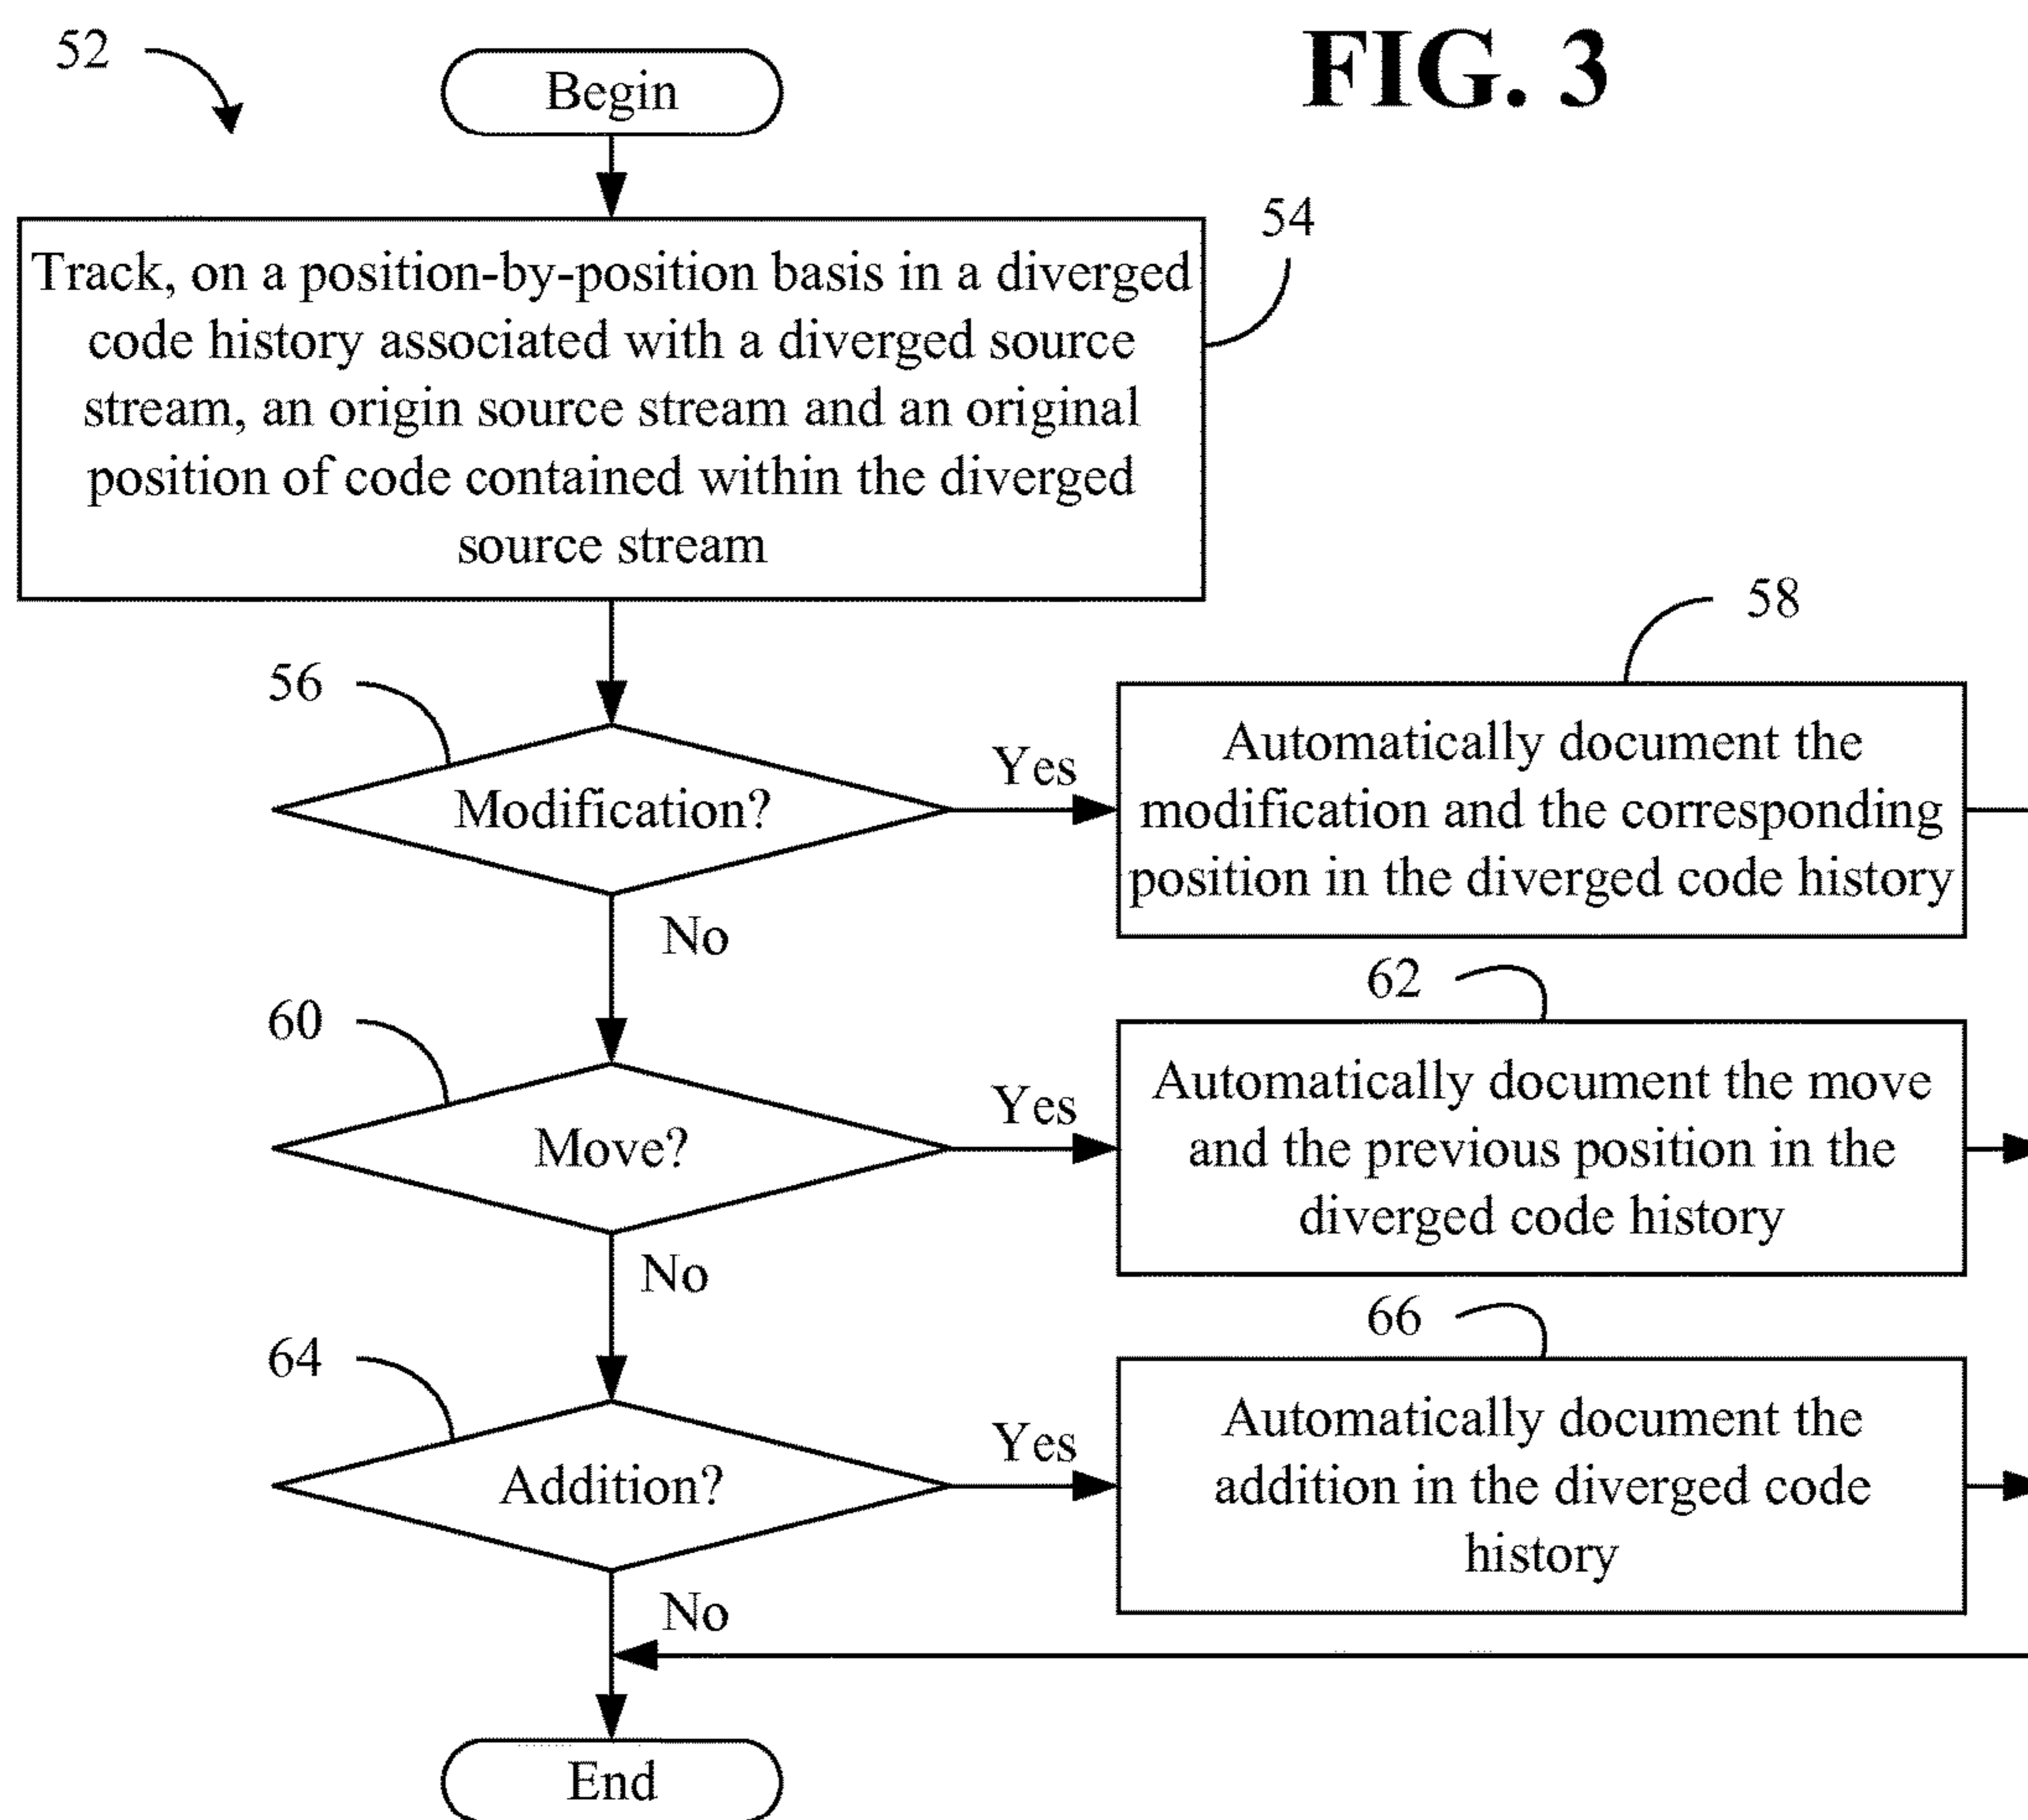 52
Begin
FIG. 3
54
Track, on a position-by-position basis in a diverged
code history associated with a diverged source
stream, an origin source stream and an original
position of code contained within the diverged
source stream
56
Modification?
Yes
58
Automatically document the
modification and the corresponding
position in the diverged code history
No
60
Move?
Yes
62
Automatically document the move
and the previous position in the
diverged code history
No
64
Addition?
Yes
66
Automatically document the
addition in the diverged code
history
No
End